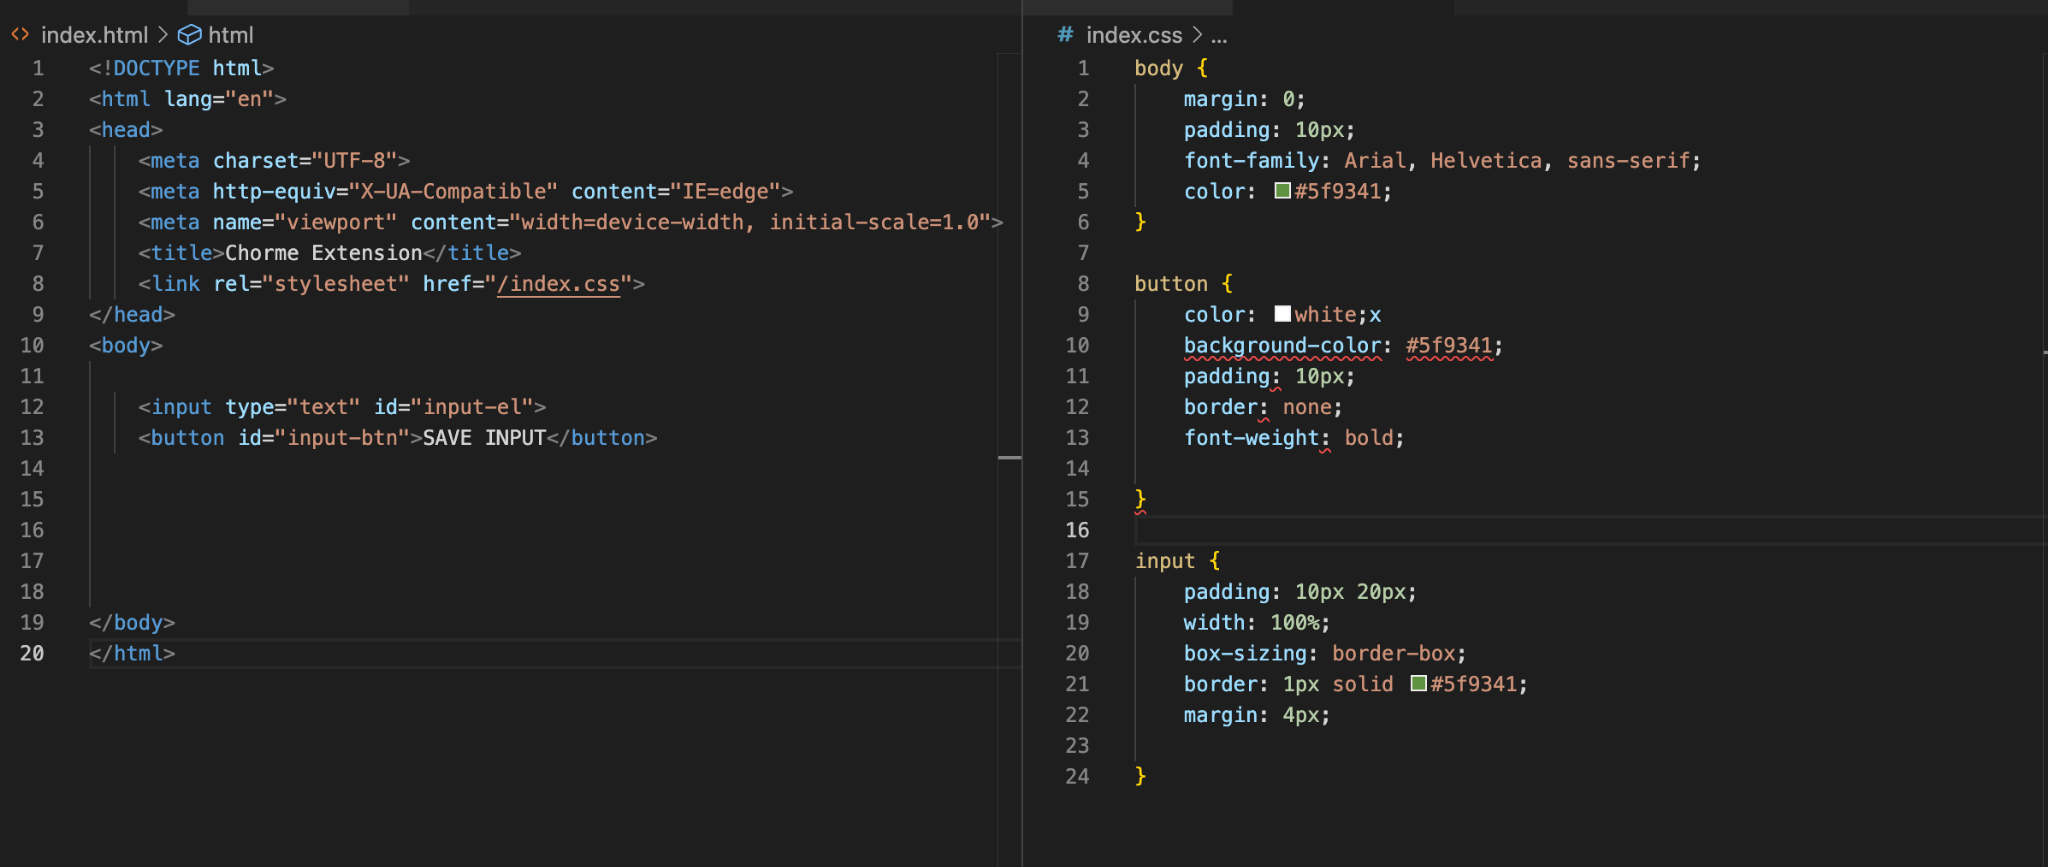 index.html > html
1 <!DOCTYPE html>
2 <html lang="en">
3 <head>
4 <meta charset="UTF-8">
5 <meta http-equiv="X-UA-Compatible" content="IE=edge">
6 <meta name="viewport" content="width=device-width, initial-scale=1.0">
7 <title>Chorme Extension</title>
8 <link rel="stylesheet" href="/index.css">
9 </head>
10 <body>
11
12 <input type="text" id="input-el">
13 <button id="input-btn">SAVE INPUT</button>
14
15
16
17
18
19 </body>
20 </html>
# index.css > ...
1 body {
2 margin: 0;
3 padding: 10px;
4 font-family: Arial, Helvetica, sans-serif;
5 color: #5f9341;
6 }
7
8 button {
9 color: white;x
10 background-color: #5f9341;
11 padding: 10px;
12 border: none;
13 font-weight: bold;
14
15 }
16
17 input {
18 padding: 10px 20px;
19 width: 100%;
20 box-sizing: border-box;
21 border: 1px solid #5f9341;
22 margin: 4px;
23
24 }